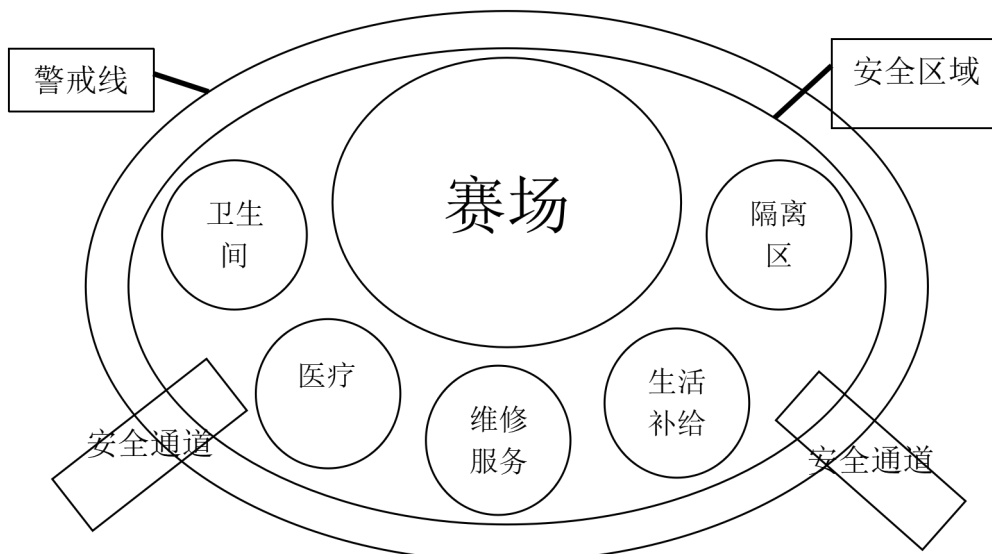 警戒线
安全区域
赛场
卫生
间
隔离
区
医疗
生活
补给
维修
服务
安全通道
安全通道